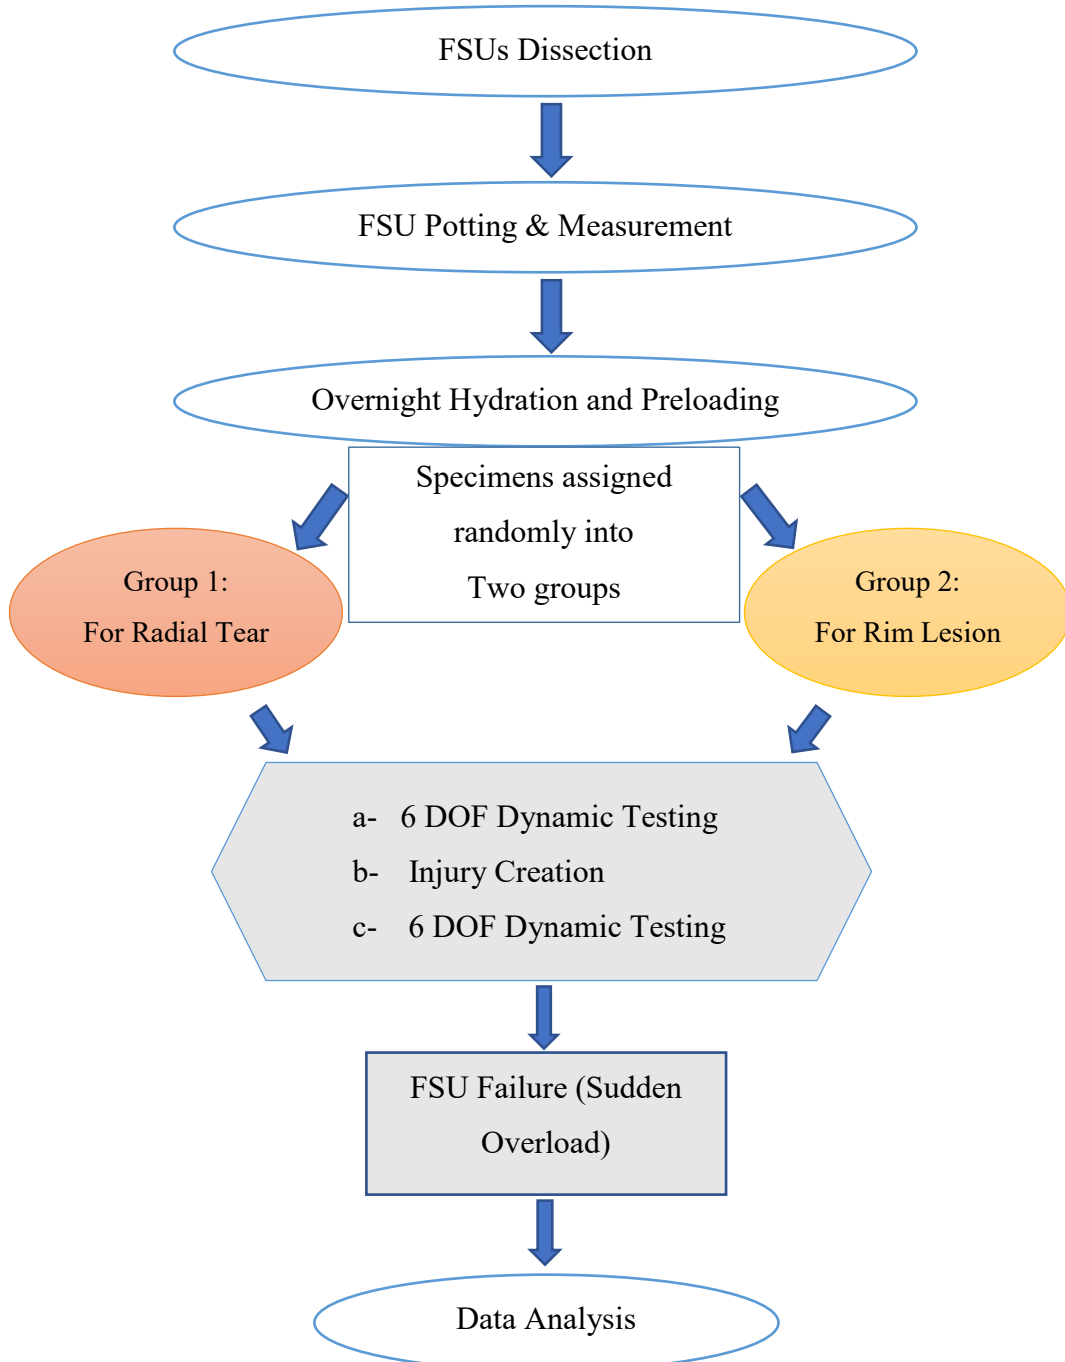 FSUs Dissection
FSU Potting & Measurement
Overnight Hydration and Preloading
Specimens assigned
randomly into
Two groups
Group 1:
For Radial Tear
Group 2:
For Rim Lesion
a- 6 DOF Dynamic Testing
b- Injury Creation
c- 6 DOF Dynamic Testing
FSU Failure (Sudden
Overload)
Data Analysis